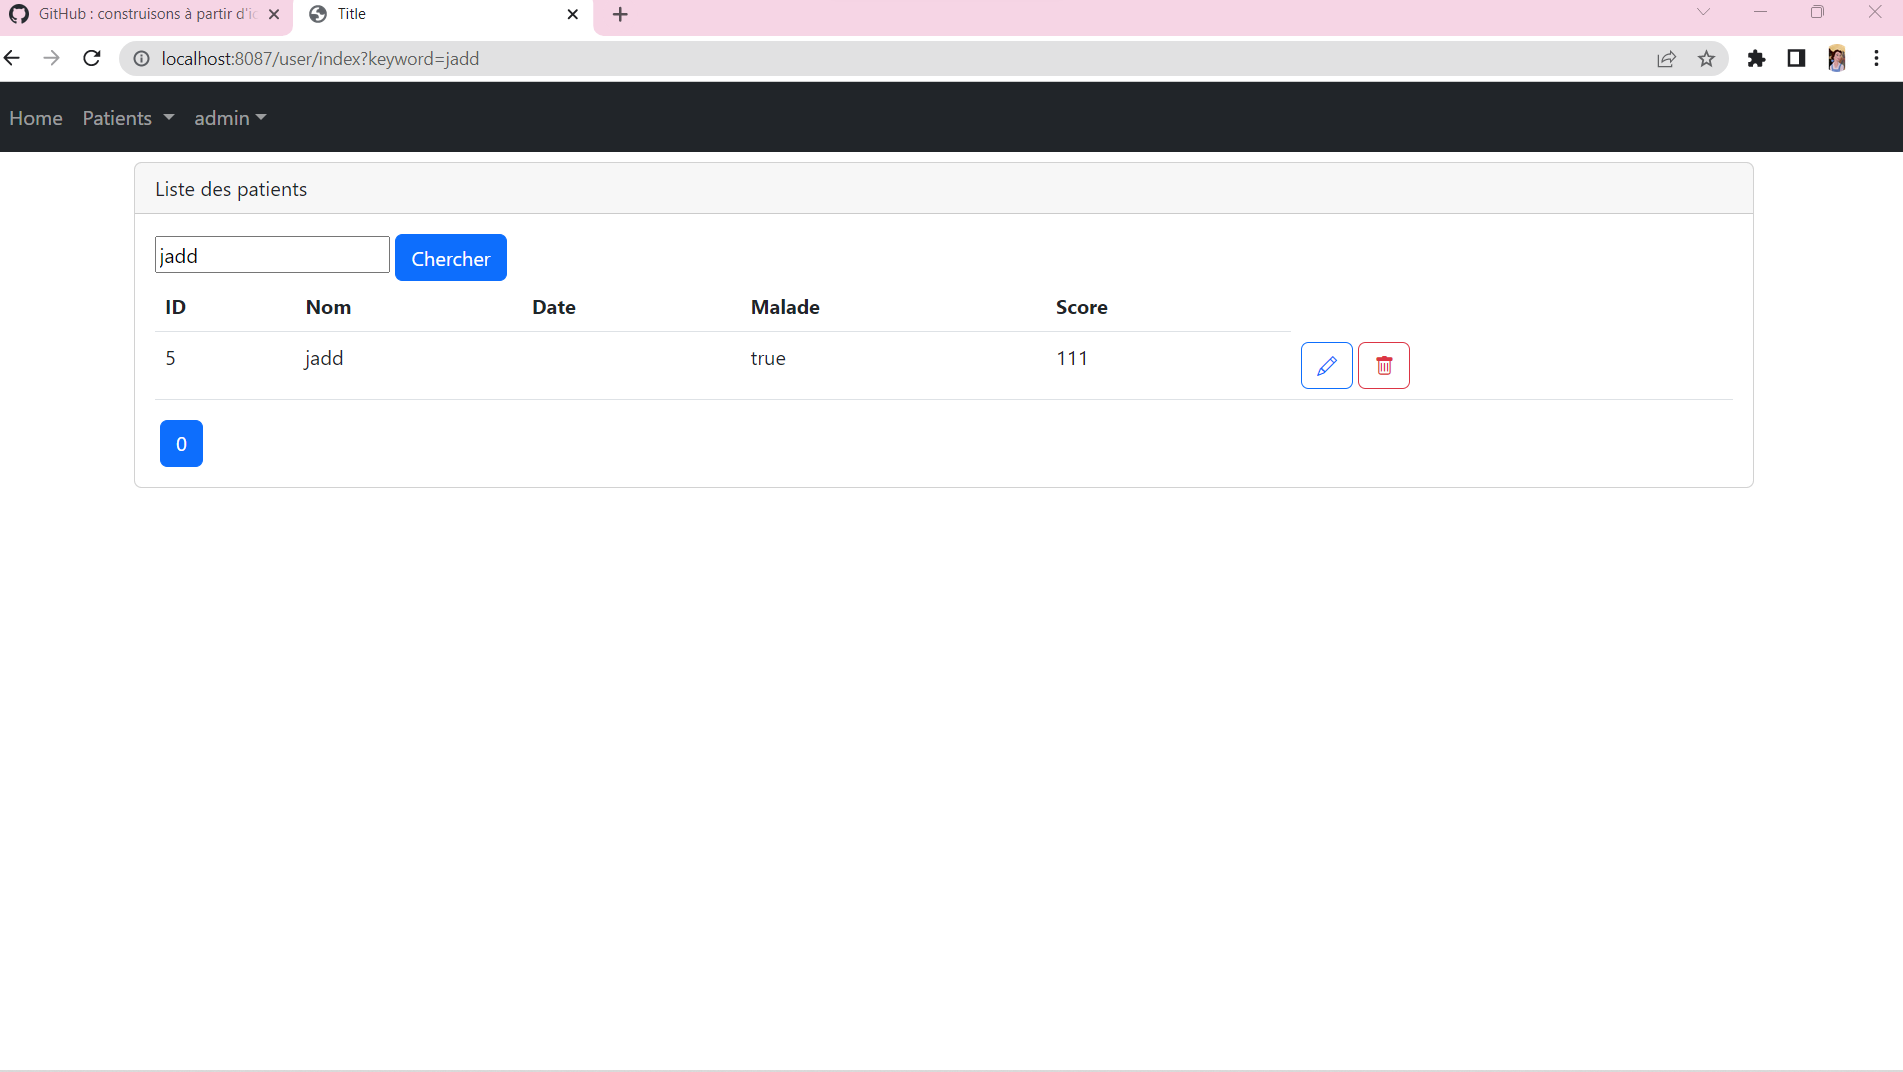 GitHub : construisons à partir d'i
Title
localhost:8087/user/index?keyword=jadd
Home Patients admin
Liste des patients
jadd Chercher
ID Nom Date Malade Score
5 jadd true 111
0